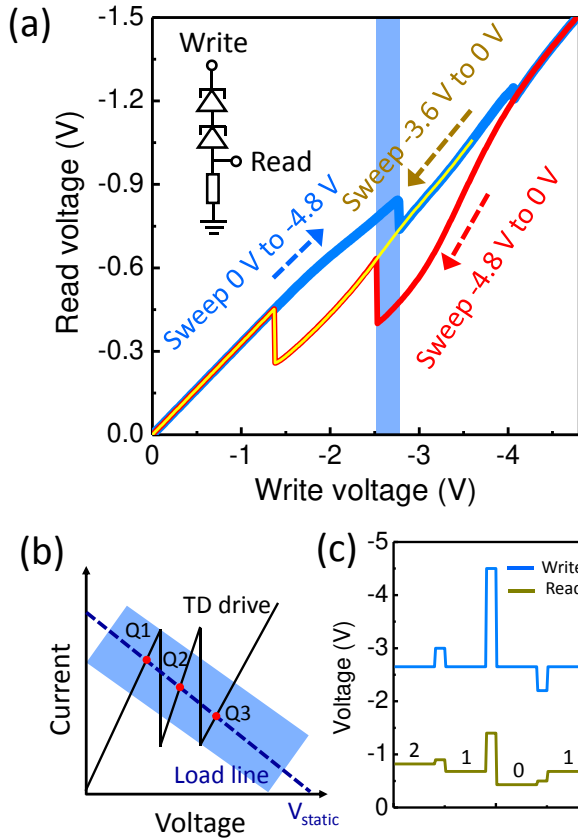 (a)
-1.5
-1.2
-0.9
-0.6
-0.3
0.0
Read voltage (V)
Write
Read
Sweep 0 V to -4.8 V
Sweep -3.6 V to 0 V
Sweep -4.8 V to 0 V
0 -1 -2 -3 -4
Write voltage (V)
(b)
Current
TD drive
Q1
Q2
Q3
Load line
V_static
Voltage
(c)
-5
-4
-3
-2
-1
0
Voltage (V)
Write
Read
2 1 0 1